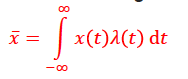 x̄ = ∫_{-∞}^{∞} x(t)λ(t) dt